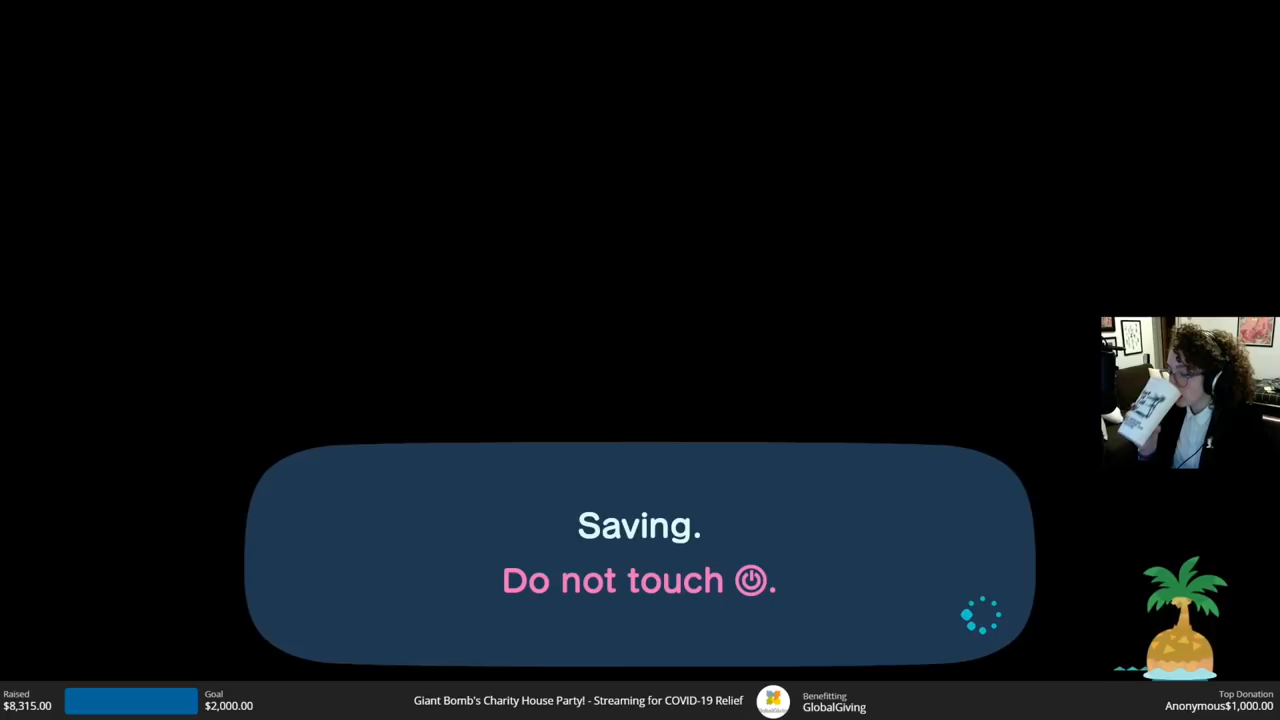 Saving.
Do not touch ⏻.
Raised
$8,315.00
Goal
$2,000.00
Giant Bomb's Charity House Party! - Streaming for COVID-19 Relief
Benefitting
GlobalGiving
Top Donation
Anonymous$1,000.00